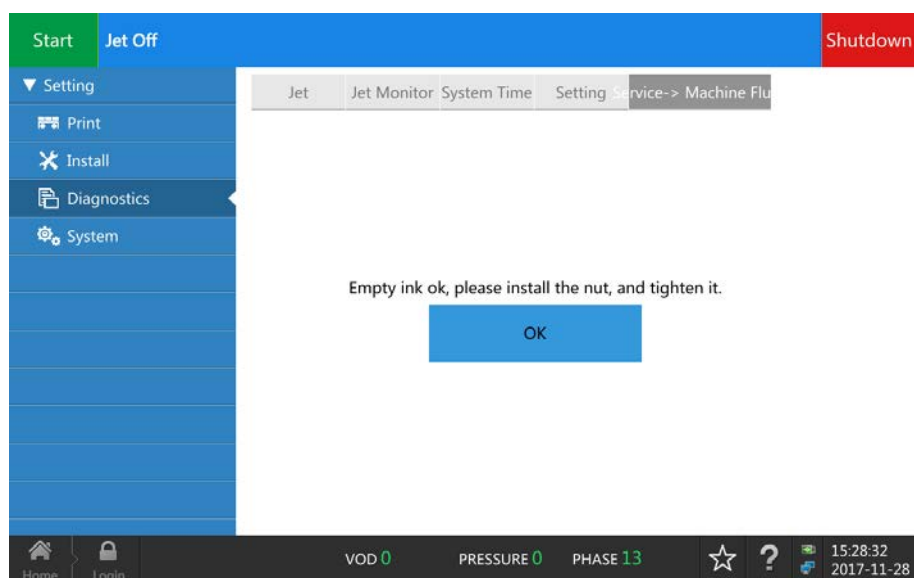 Start Jet Off Shutdown
▼ Setting
Print
Install
Diagnostics
System
Jet Jet Monitor System Time Setting Service-> Machine Flu
Empty ink ok, please install the nut, and tighten it.
OK
Home Login
VOD 0 PRESSURE 0 PHASE 13 ? 15:28:32
2017-11-28